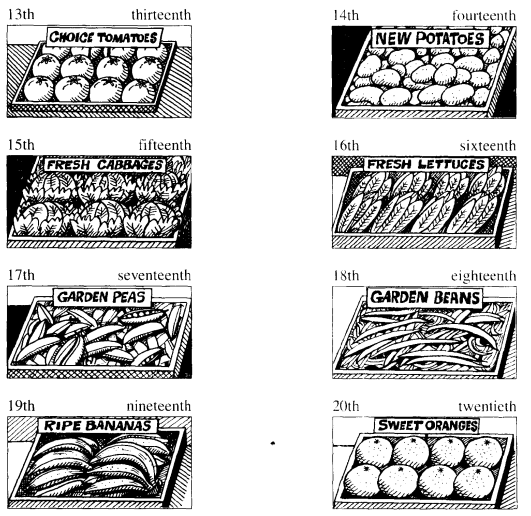 13th thirteenth
CHOICE TOMATOES
14th fourteenth
NEW POTATOES
15th fifteenth
FRESH CABBAGES
16th sixteenth
FRESH LETTUCES
17th seventeenth
GARDEN PEAS
18th eighteenth
GARDEN BEANS
19th nineteenth
RIPE BANANAS
20th twentieth
SWEET ORANGES